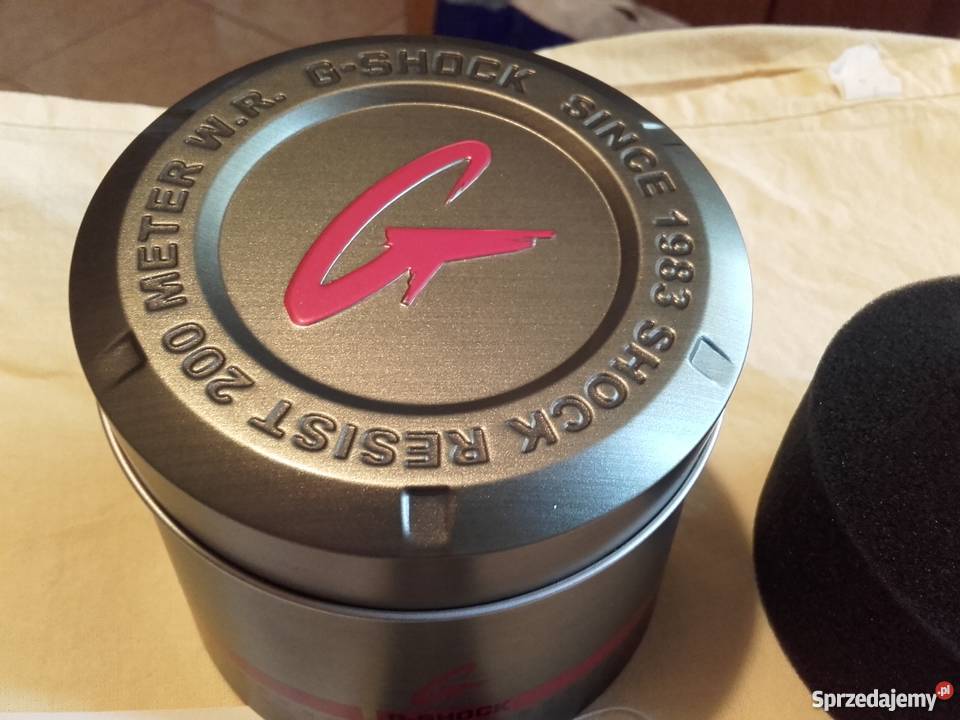 G-SHOCK SINCE 1983 SHOCK RESIST 200 METER W.R.
G
G-SHOCK
Sprzedajemy.pl